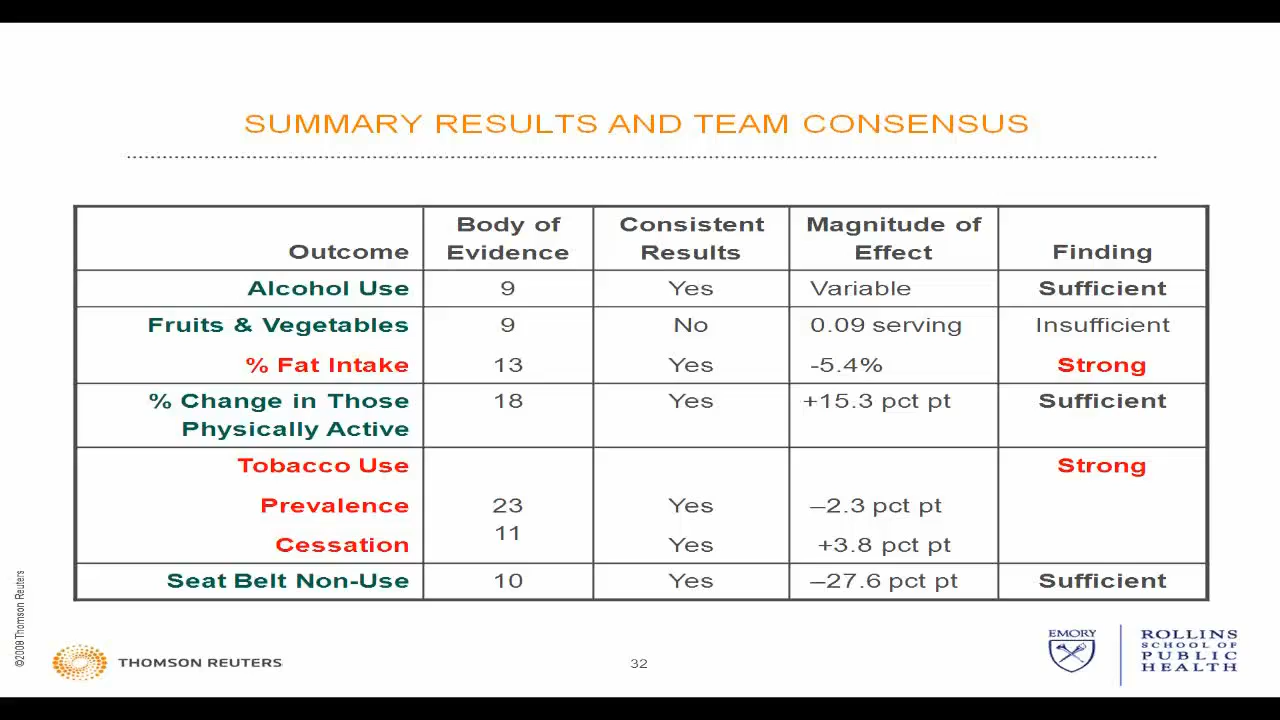 SUMMARY RESULTS AND TEAM CONSENSUS
Outcome Body of Evidence Consistent Results Magnitude of Effect Finding
Alcohol Use 9 Yes Variable Sufficient
Fruits & Vegetables 9 No 0.09 serving Insufficient
% Fat Intake 13 Yes -5.4% Strong
% Change in Those Physically Active 18 Yes +15.3 pct pt Sufficient
Tobacco Use Strong
Prevalence 23 Yes –2.3 pct pt
Cessation 11 Yes +3.8 pct pt
Seat Belt Non-Use 10 Yes –27.6 pct pt Sufficient
©2009 Thomson Reuters
THOMSON REUTERS
32
EMORY
ROLLINS
SCHOOL OF
PUBLIC
HEALTH